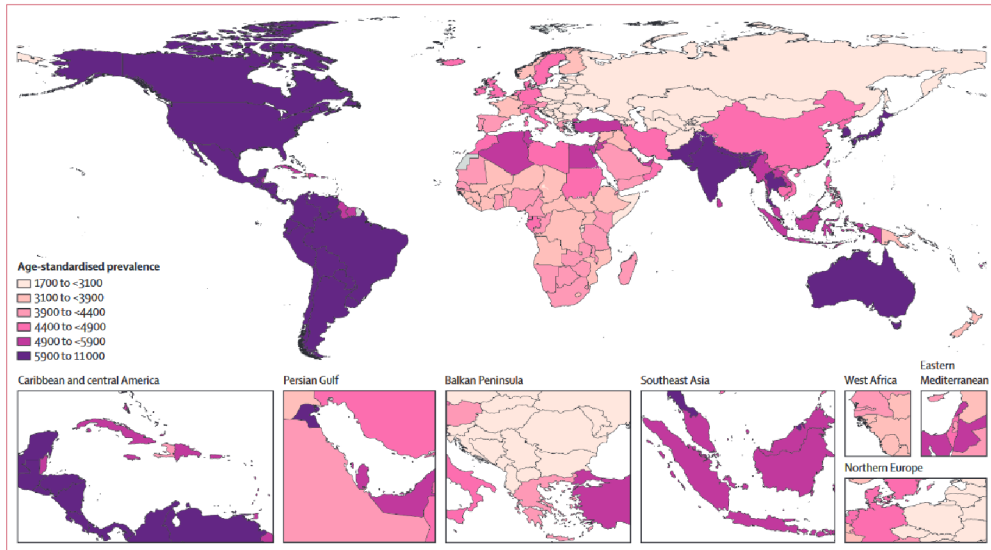 Age-standardised prevalence
1700 to <3100
3100 to <3900
3900 to <4400
4400 to <4900
4900 to <5900
5900 to 11000
Caribbean and central America
Persian Gulf
Balkan Peninsula
Southeast Asia
West Africa
Eastern
Mediterranean
Northern Europe